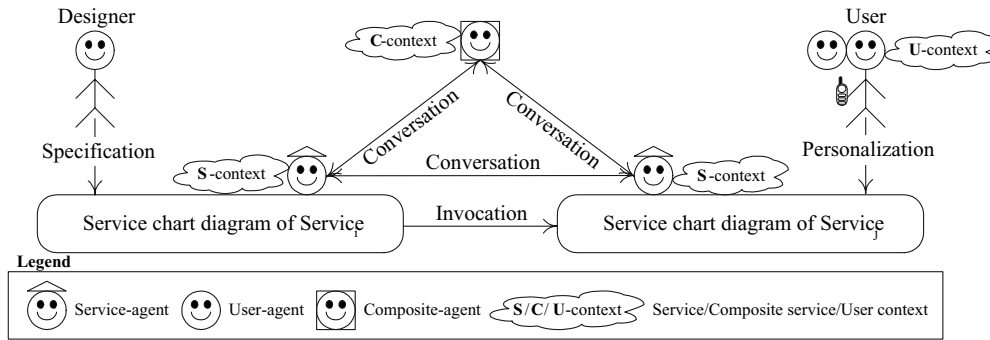 Designer
User
C-context
U-context
Conversation
Conversation
Specification
Conversation
Personalization
S-context
S-context
Service chart diagram of Service i
Invocation
Service chart diagram of Service j
Legend
Service-agent
User-agent
Composite-agent
S/C/U-context
Service/Composite service/User context